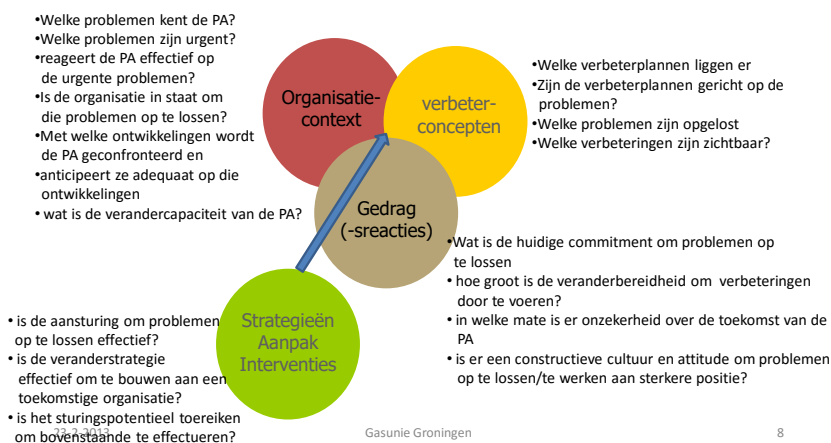 •Welke problemen kent de PA?
•Welke problemen zijn urgent?
•reageert de PA effectief op
de urgente problemen?
•Is de organisatie in staat om
die problemen op te lossen?
•Met welke ontwikkelingen wordt
de PA geconfronteerd en
•anticipeert ze adequaat op die
ontwikkelingen
• wat is de verandercapaciteit van de PA?
Organisatie-
context
verbeter-
concepten
•Welke verbeterplannen liggen er
•Zijn de verbeterplannen gericht op de
problemen?
•Welke problemen zijn opgelost
•Welke verbeteringen zijn zichtbaar?
Gedrag
(-sreacties)
•Wat is de huidige commitment om problemen op
te lossen
• hoe groot is de veranderbereidheid om verbeteringen
door te voeren?
• in welke mate is er onzekerheid over de toekomst van de
PA
• is er een constructieve cultuur en attitude om problemen
op te lossen/te werken aan sterkere positie?
Strategieën
Aanpak
Interventies
• is de aansturing om problemen
op te lossen effectief?
• is de veranderstrategie
effectief om te bouwen aan een
toekomstige organisatie?
• is het sturingspotentieel toereiken
om bovenstaande te effectueren?
23-2-2013
Gasunie Groningen
8